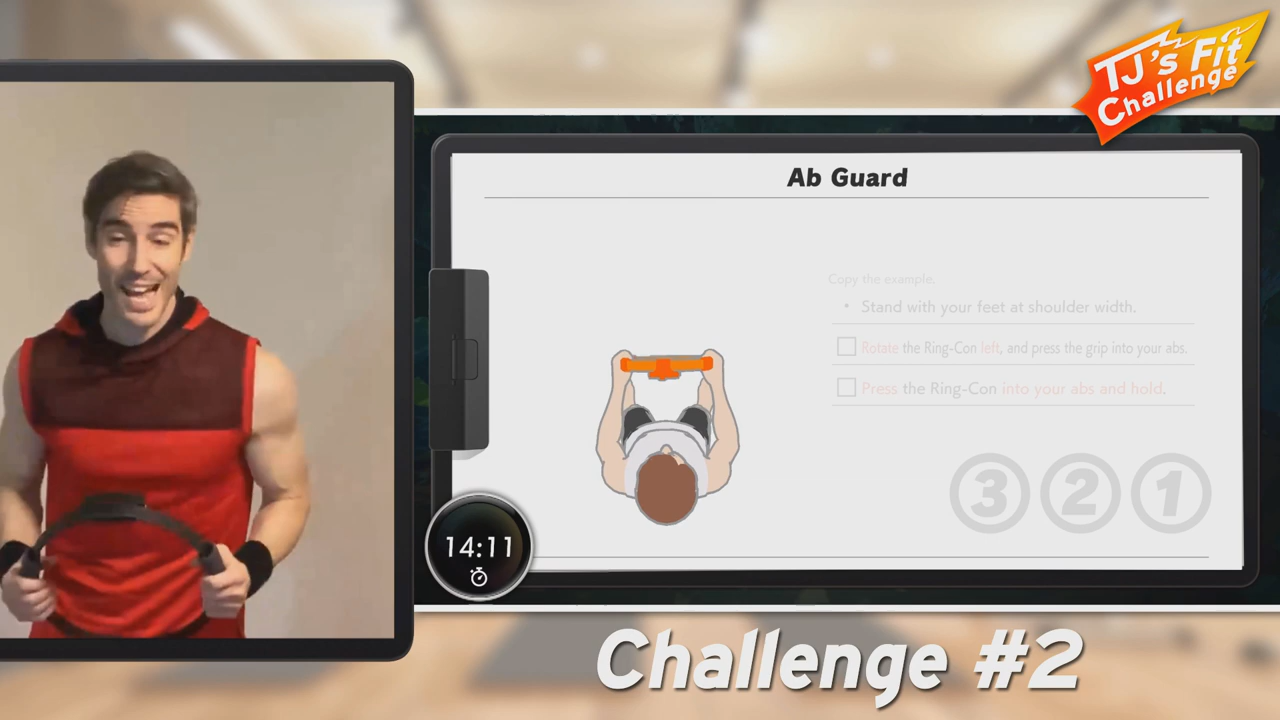 TJ's Fit
Challenge
Ab Guard
Copy the example.
• Stand with your feet at shoulder width.
Rotate the Ring-Con left, and press the grip into your abs.
Press the Ring-Con into your abs and hold.
3 2 1
14:11
Challenge #2